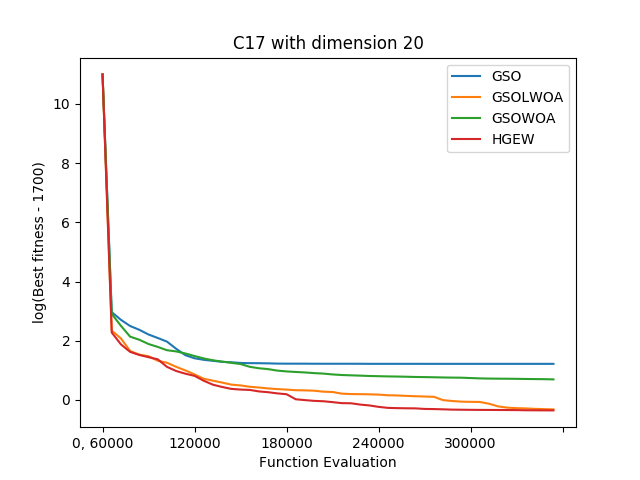 C17 with dimension 20
log(Best fitness - 1700)
10
8
6
4
2
0
GSO
GSOLWOA
GSOWOA
HGEW
0, 60000 120000 180000 240000 300000
Function Evaluation